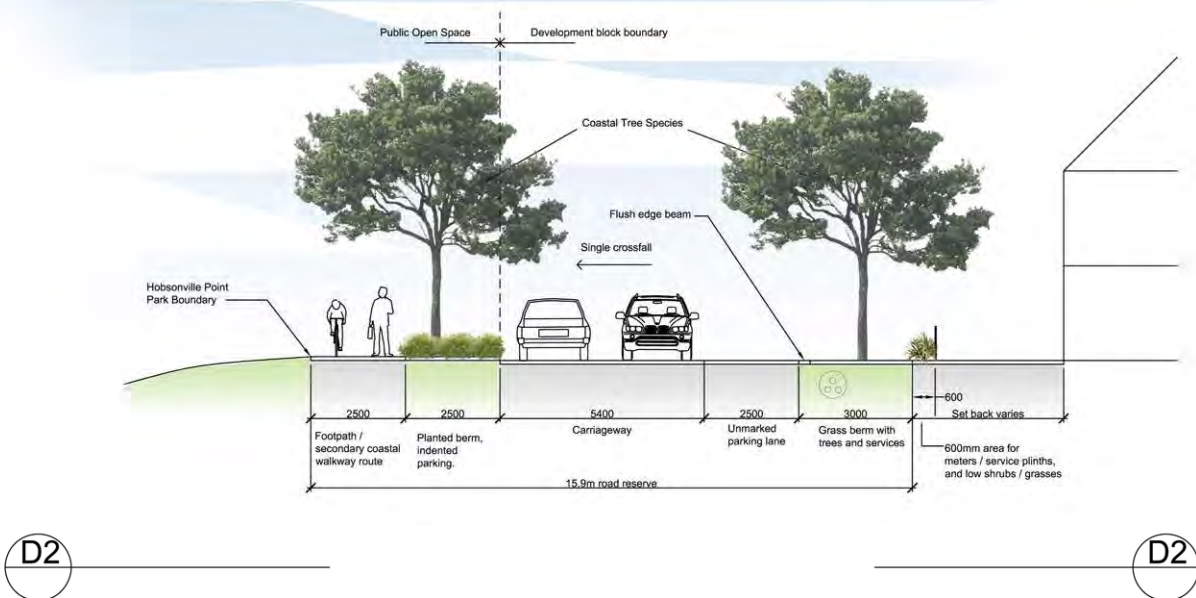 Public Open Space
Development block boundary
Coastal Tree Species
Flush edge beam
Single crossfall
Hobsonville Point
Park Boundary
2500
2500
5400
2500
3000
600
Set back varies
Footpath /
secondary coastal
walkway route
Planted berm,
indented
parking.
Carriageway
Unmarked
parking lane
Grass berm with
trees and services
600mm area for
meters / service plinths,
and low shrubs / grasses
15.9m road reserve
D2
D2